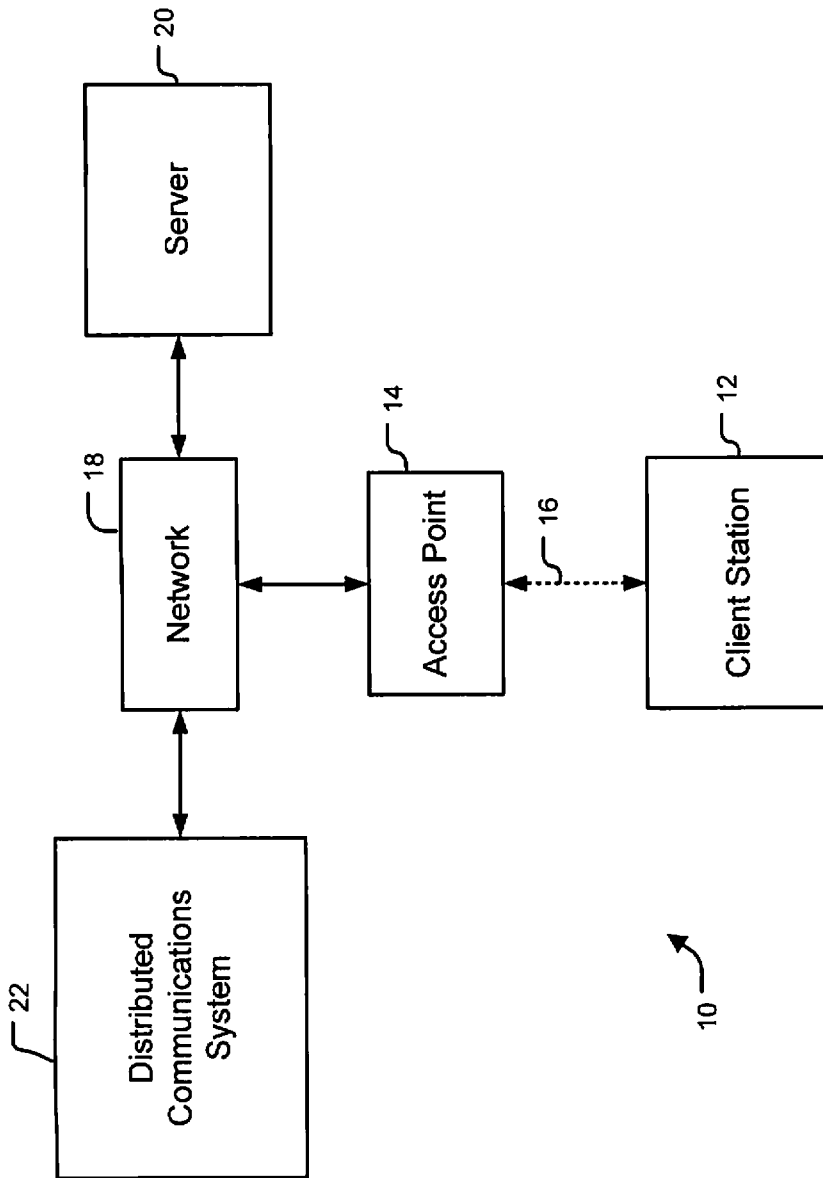 22
Distributed
Communications
System
18
Network
20
Server
14
Access Point
16
12
Client Station
10